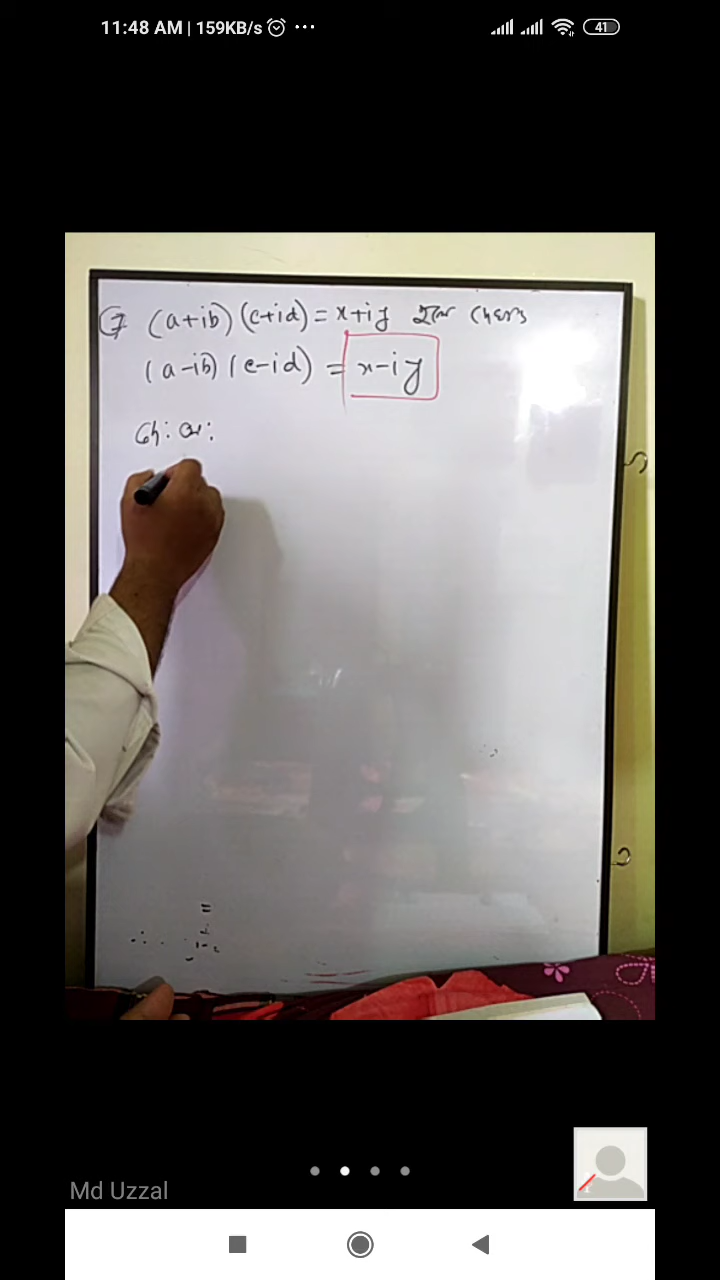 11:48 AM | 159KB/s ...
41
(a+ib) (c+id) = x+iy হলে
(a-ib) (c-id) = x-iy
Md Uzzal